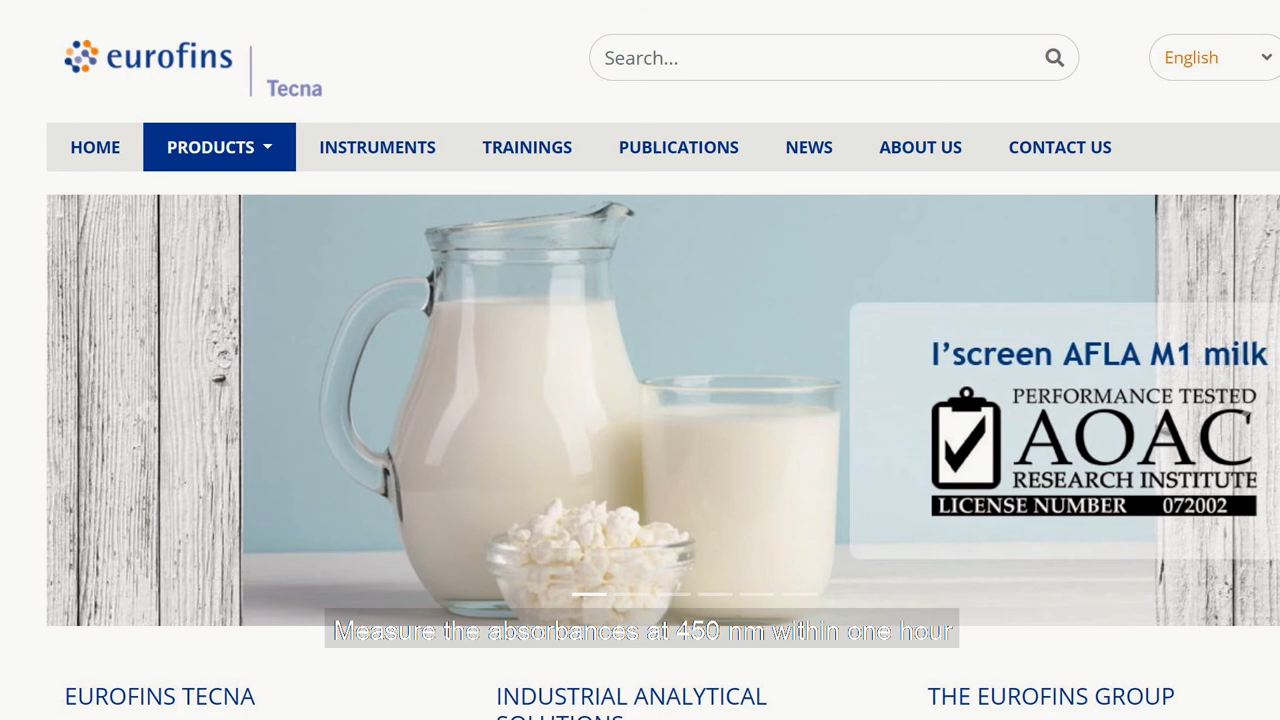 eurofins
Tecna
Search...
English
HOME PRODUCTS INSTRUMENTS TRAININGS PUBLICATIONS NEWS ABOUT US CONTACT US
I'screen AFLA M1 milk
PERFORMANCE TESTED
AOAC
RESEARCH INSTITUTE
LICENSE NUMBER 072002
Measure the absorbances at 450 nm within one hour
EUROFINS TECNA
INDUSTRIAL ANALYTICAL
SOLUTIONS
THE EUROFINS GROUP